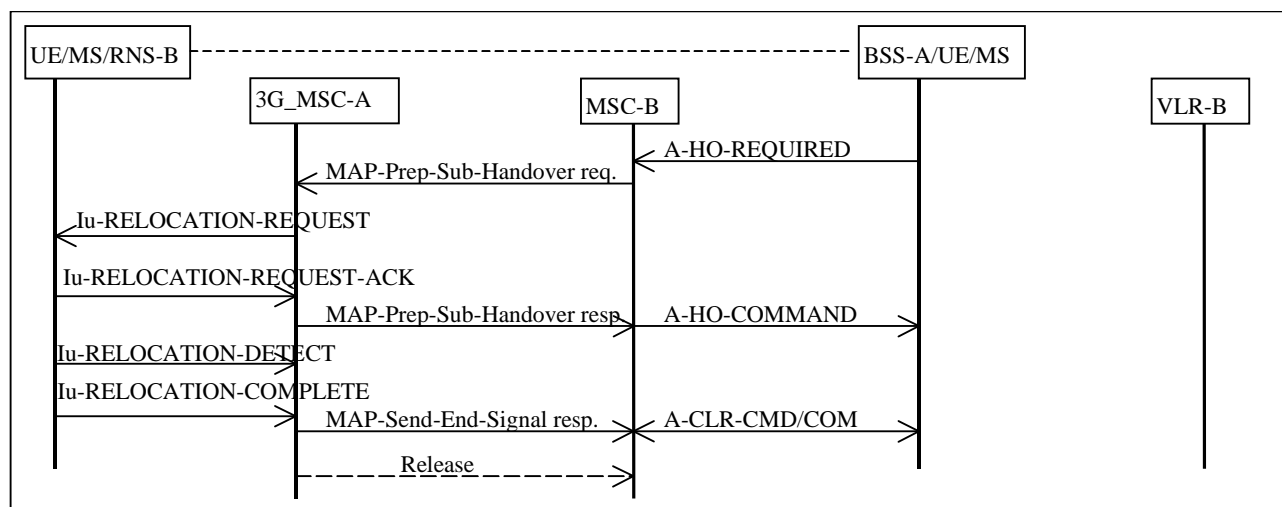 UE/MS/RNS-B
BSS-A/UE/MS
3G_MSC-A
MSC-B
VLR-B
A-HO-REQUIRED
MAP-Prep-Sub-Handover req.
Iu-RELOCATION-REQUEST
Iu-RELOCATION-REQUEST-ACK
MAP-Prep-Sub-Handover resp
A-HO-COMMAND
Iu-RELOCATION-DETECT
Iu-RELOCATION-COMPLETE
MAP-Send-End-Signal resp.
A-CLR-CMD/COM
Release